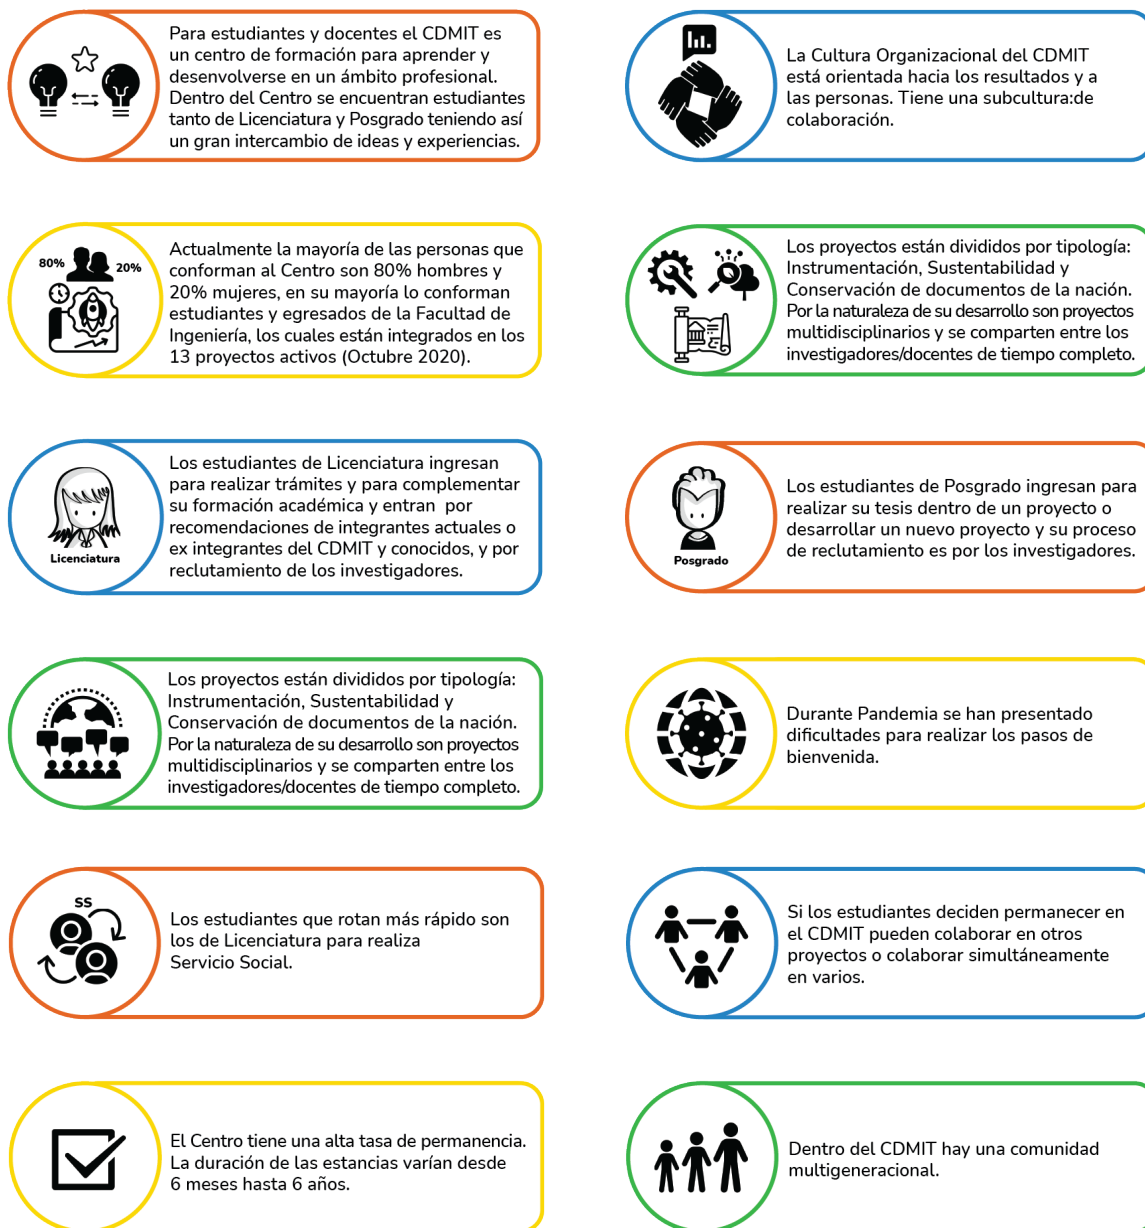 Para estudiantes y docentes el CDMIT es
un centro de formación para aprender y
desenvolverse en un ámbito profesional.
Dentro del Centro se encuentran estudiantes
tanto de Licenciatura y Posgrado teniendo así
un gran intercambio de ideas y experiencias.
La Cultura Organizacional del CDMIT
está orientada hacia los resultados y a
las personas. Tiene una subcultura:de
colaboración.
80%
20%
Actualmente la mayoría de las personas que
conforman al Centro son 80% hombres y
20% mujeres, en su mayoría lo conforman
estudiantes y egresados de la Facultad de
Ingeniería, los cuales están integrados en los
13 proyectos activos (Octubre 2020).
Los proyectos están divididos por tipología:
Instrumentación, Sustentabilidad y
Conservación de documentos de la nación.
Por la naturaleza de su desarrollo son proyectos
multidisciplinarios y se comparten entre los
investigadores/docentes de tiempo completo.
Licenciatura
Los estudiantes de Licenciatura ingresan
para realizar trámites y para complementar
su formación académica y entran por
recomendaciones de integrantes actuales o
ex integrantes del CDMIT y conocidos, y por
reclutamiento de los investigadores.
Posgrado
Los estudiantes de Posgrado ingresan para
realizar su tesis dentro de un proyecto o
desarrollar un nuevo proyecto y su proceso
de reclutamiento es por los investigadores.
Los proyectos están divididos por tipología:
Instrumentación, Sustentabilidad y
Conservación de documentos de la nación.
Por la naturaleza de su desarrollo son proyectos
multidisciplinarios y se comparten entre los
investigadores/docentes de tiempo completo.
Durante Pandemia se han presentado
dificultades para realizar los pasos de
bienvenida.
SS
Los estudiantes que rotan más rápido son
los de Licenciatura para realiza
Servicio Social.
Si los estudiantes deciden permanecer en
el CDMIT pueden colaborar en otros
proyectos o colaborar simultáneamente
en varios.
El Centro tiene una alta tasa de permanencia.
La duración de las estancias varían desde
6 meses hasta 6 años.
Dentro del CDMIT hay una comunidad
multigeneracional.